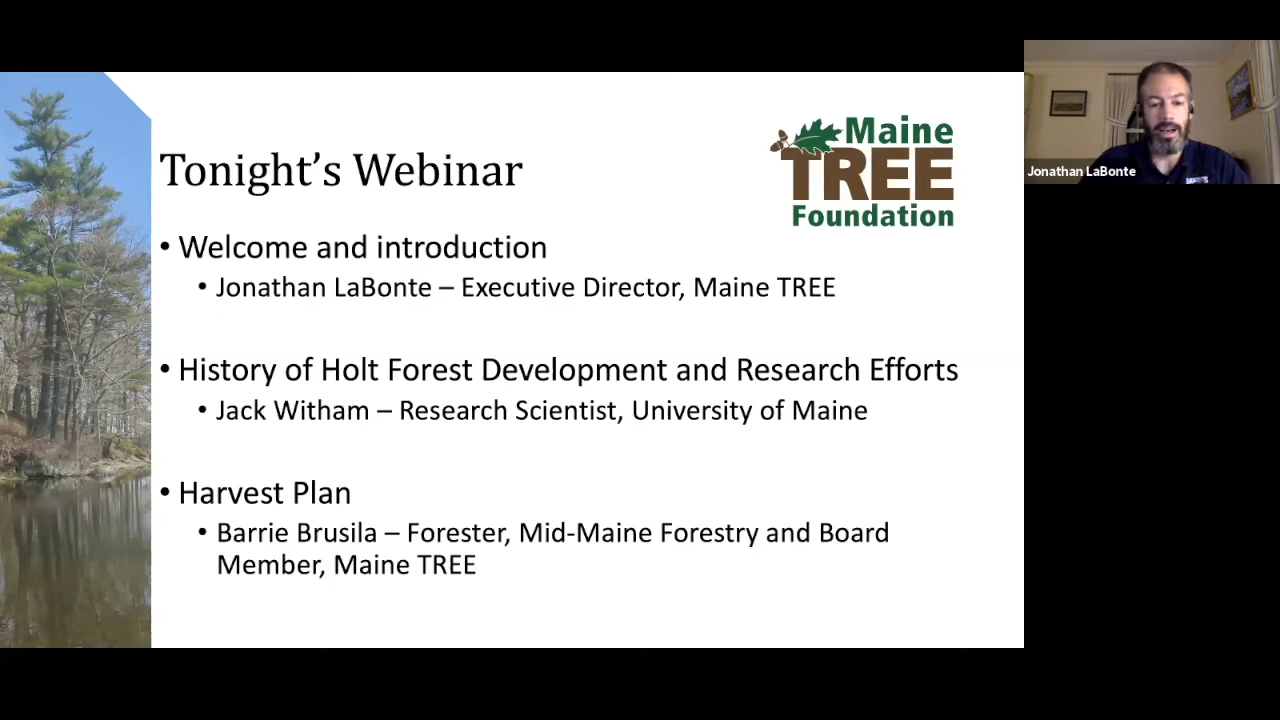 Tonight's Webinar
Maine
TREE
Foundation
Jonathan LaBonte
• Welcome and introduction
• Jonathan LaBonte – Executive Director, Maine TREE
• History of Holt Forest Development and Research Efforts
• Jack Witham – Research Scientist, University of Maine
• Harvest Plan
• Barrie Brusila – Forester, Mid-Maine Forestry and Board
Member, Maine TREE